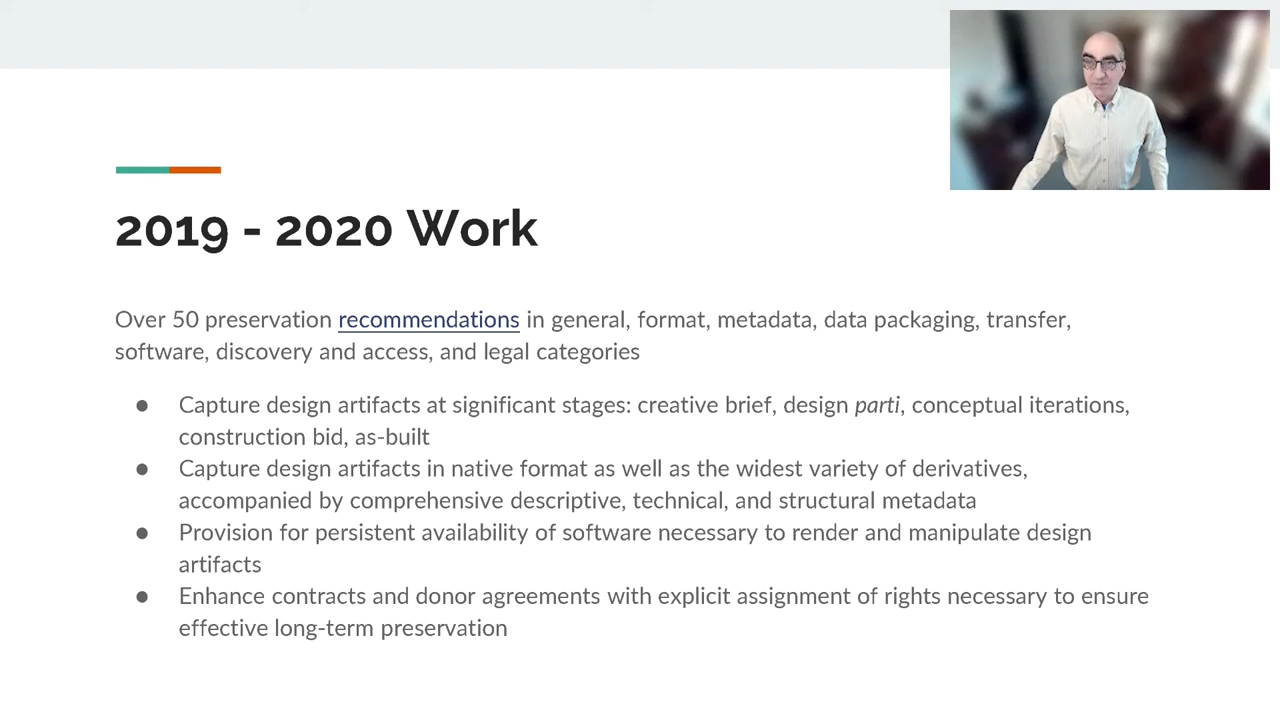 2019 - 2020 Work
Over 50 preservation recommendations in general, format, metadata, data packaging, transfer,
software, discovery and access, and legal categories
● Capture design artifacts at significant stages: creative brief, design parti, conceptual iterations,
construction bid, as-built
● Capture design artifacts in native format as well as the widest variety of derivatives,
accompanied by comprehensive descriptive, technical, and structural metadata
● Provision for persistent availability of software necessary to render and manipulate design
artifacts
● Enhance contracts and donor agreements with explicit assignment of rights necessary to ensure
effective long-term preservation